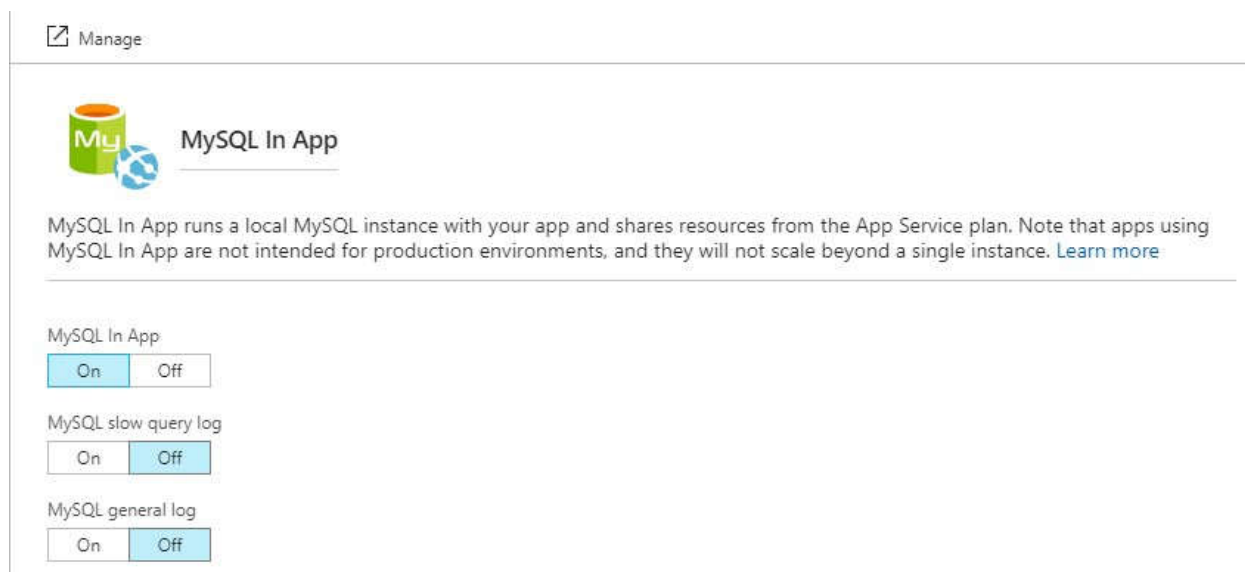 Manage
My
MySQL In App
MySQL In App runs a local MySQL instance with your app and shares resources from the App Service plan. Note that apps using
MySQL In App are not intended for production environments, and they will not scale beyond a single instance. Learn more
MySQL In App
On Off
MySQL slow query log
On Off
MySQL general log
On Off